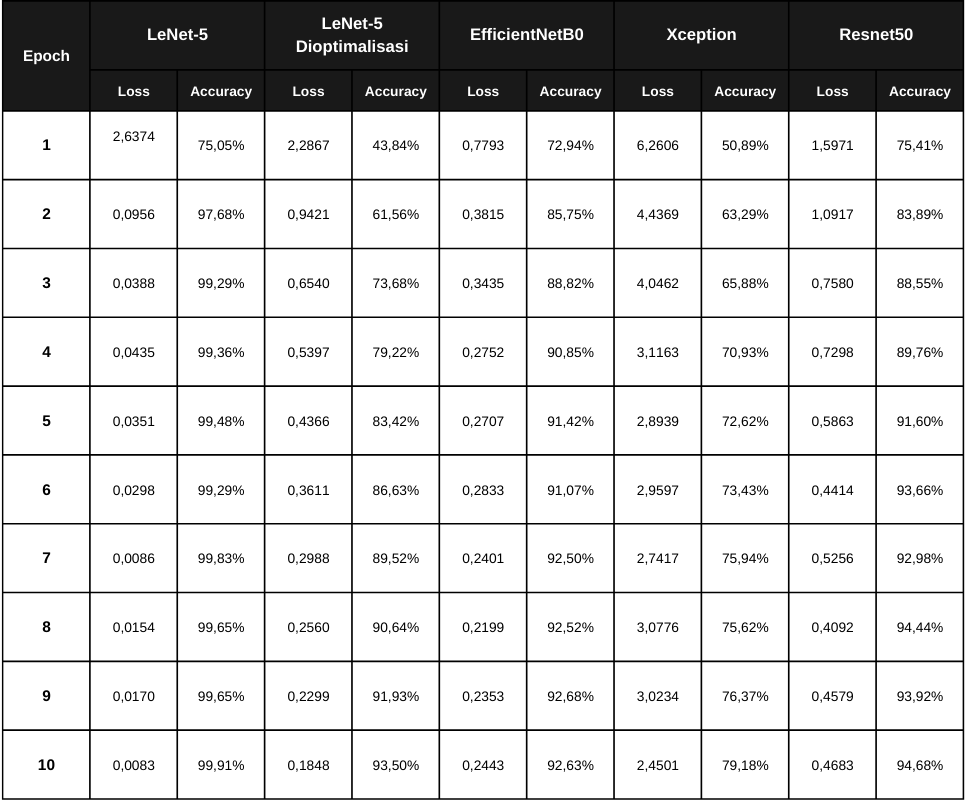 Epoch LeNet-5 LeNet-5 Dioptimalisasi EfficientNetB0 Xception Resnet50
Loss Accuracy Loss Accuracy Loss Accuracy Loss Accuracy Loss Accuracy
1 2,6374 75,05% 2,2867 43,84% 0,7793 72,94% 6,2606 50,89% 1,5971 75,41%
2 0,0956 97,68% 0,9421 61,56% 0,3815 85,75% 4,4369 63,29% 1,0917 83,89%
3 0,0388 99,29% 0,6540 73,68% 0,3435 88,82% 4,0462 65,88% 0,7580 88,55%
4 0,0435 99,36% 0,5397 79,22% 0,2752 90,85% 3,1163 70,93% 0,7298 89,76%
5 0,0351 99,48% 0,4366 83,42% 0,2707 91,42% 2,8939 72,62% 0,5863 91,60%
6 0,0298 99,29% 0,3611 86,63% 0,2833 91,07% 2,9597 73,43% 0,4414 93,66%
7 0,0086 99,83% 0,2988 89,52% 0,2401 92,50% 2,7417 75,94% 0,5256 92,98%
8 0,0154 99,65% 0,2560 90,64% 0,2199 92,52% 3,0776 75,62% 0,4092 94,44%
9 0,0170 99,65% 0,2299 91,93% 0,2353 92,68% 3,0234 76,37% 0,4579 93,92%
10 0,0083 99,91% 0,1848 93,50% 0,2443 92,63% 2,4501 79,18% 0,4683 94,68%